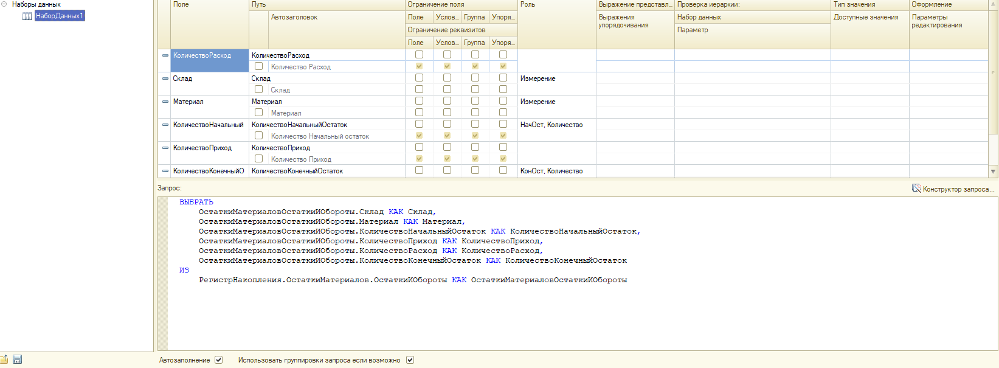 Наборы данных
НаборДанных1
Поле Путь Ограничение поля Роль Выражение представл... Проверка иерархии: Тип значения Оформление
Автозаголовок Поле Услов... Группа Упоря... Выражения упорядочивания Набор данных Доступные значения Параметры редактирования
Ограничение реквизитов Параметр
Поле Услов... Группа Упоря...
КоличествоРасход КоличествоРасход
Количество Расход
Склад Склад Измерение
Склад
Материал Материал Измерение
Материал
КоличествоНачальный КоличествоНачальныйОстаток НачОст, Количество
Количество Начальный остаток
КоличествоПриход КоличествоПриход
Количество Приход
КоличествоКонечныйО КоличествоКонечныйОстаток КонОст, Количество
Запрос: Конструктор запроса...
ВЫБРАТЬ
ОстаткиМатериаловОстаткиИОбороты.Склад КАК Склад,
ОстаткиМатериаловОстаткиИОбороты.Материал КАК Материал,
ОстаткиМатериаловОстаткиИОбороты.КоличествоНачальныйОстаток КАК КоличествоНачальныйОстаток,
ОстаткиМатериаловОстаткиИОбороты.КоличествоПриход КАК КоличествоПриход,
ОстаткиМатериаловОстаткиИОбороты.КоличествоРасход КАК КоличествоРасход,
ОстаткиМатериаловОстаткиИОбороты.КоличествоКонечныйОстаток КАК КоличествоКонечныйОстаток
ИЗ
РегистрНакопления.ОстаткиМатериалов.ОстаткиИОбороты КАК ОстаткиМатериаловОстаткиИОбороты
Автозаполнение Использовать группировки запроса если возможно